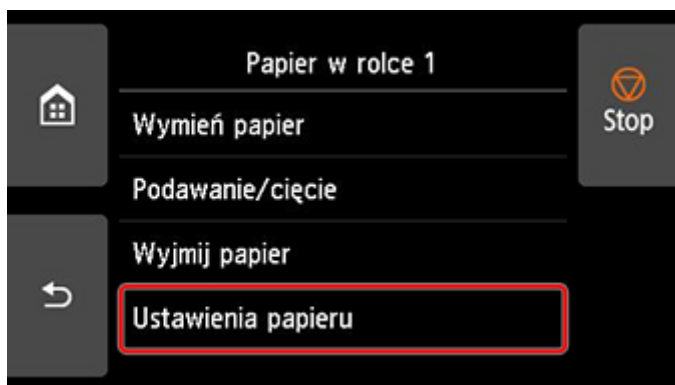 Papier w rolce 1
Stop
Wymień papier
Podawanie/cięcie
Wyjmij papier
Ustawienia papieru